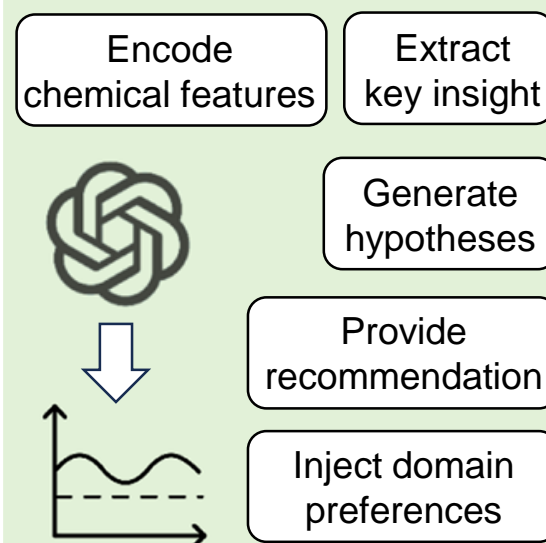 Encode
chemical features
Extract
key insight
Generate
hypotheses
Provide
recommendation
Inject domain
preferences